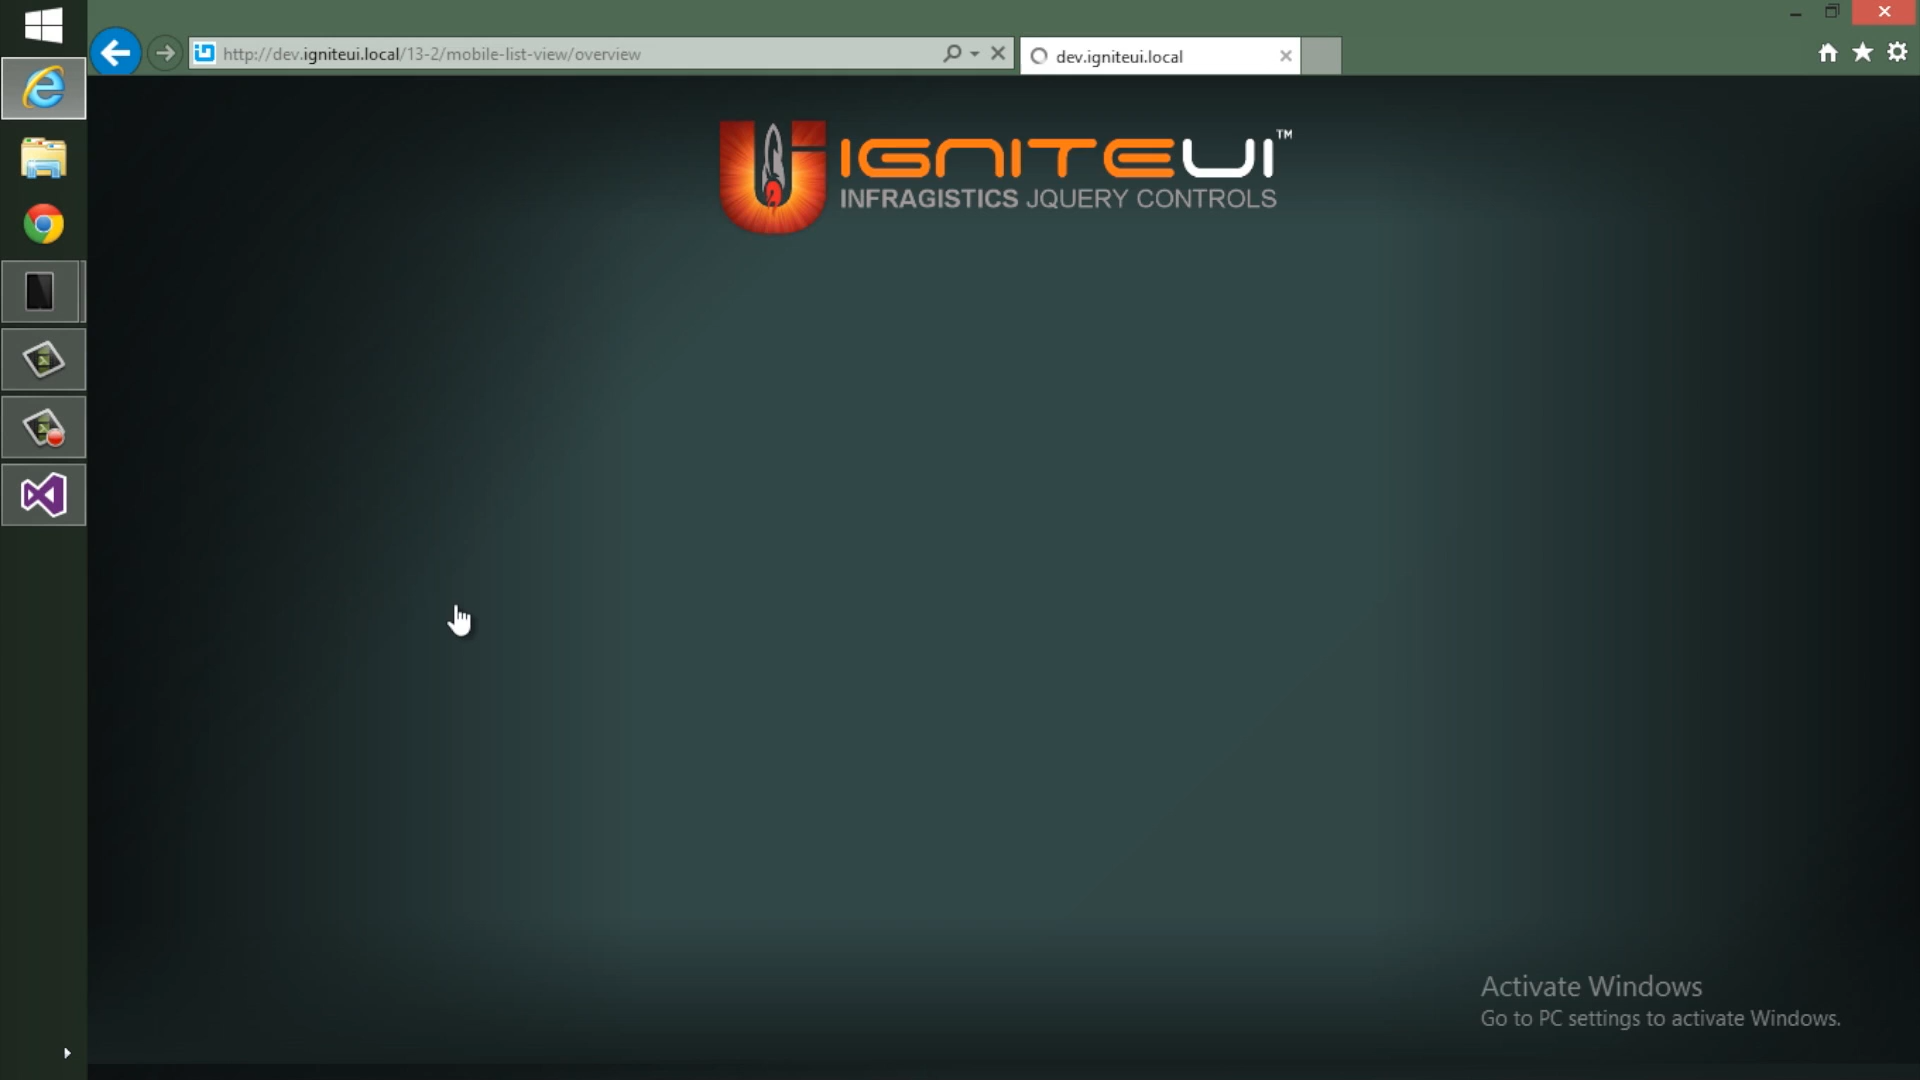 http://dev.igniteui.local/13-2/mobile-list-view/overview
dev.igniteui.local
IGNITEUI™
INFRAGISTICS JQUERY CONTROLS
Activate Windows
Go to PC settings to activate Windows.